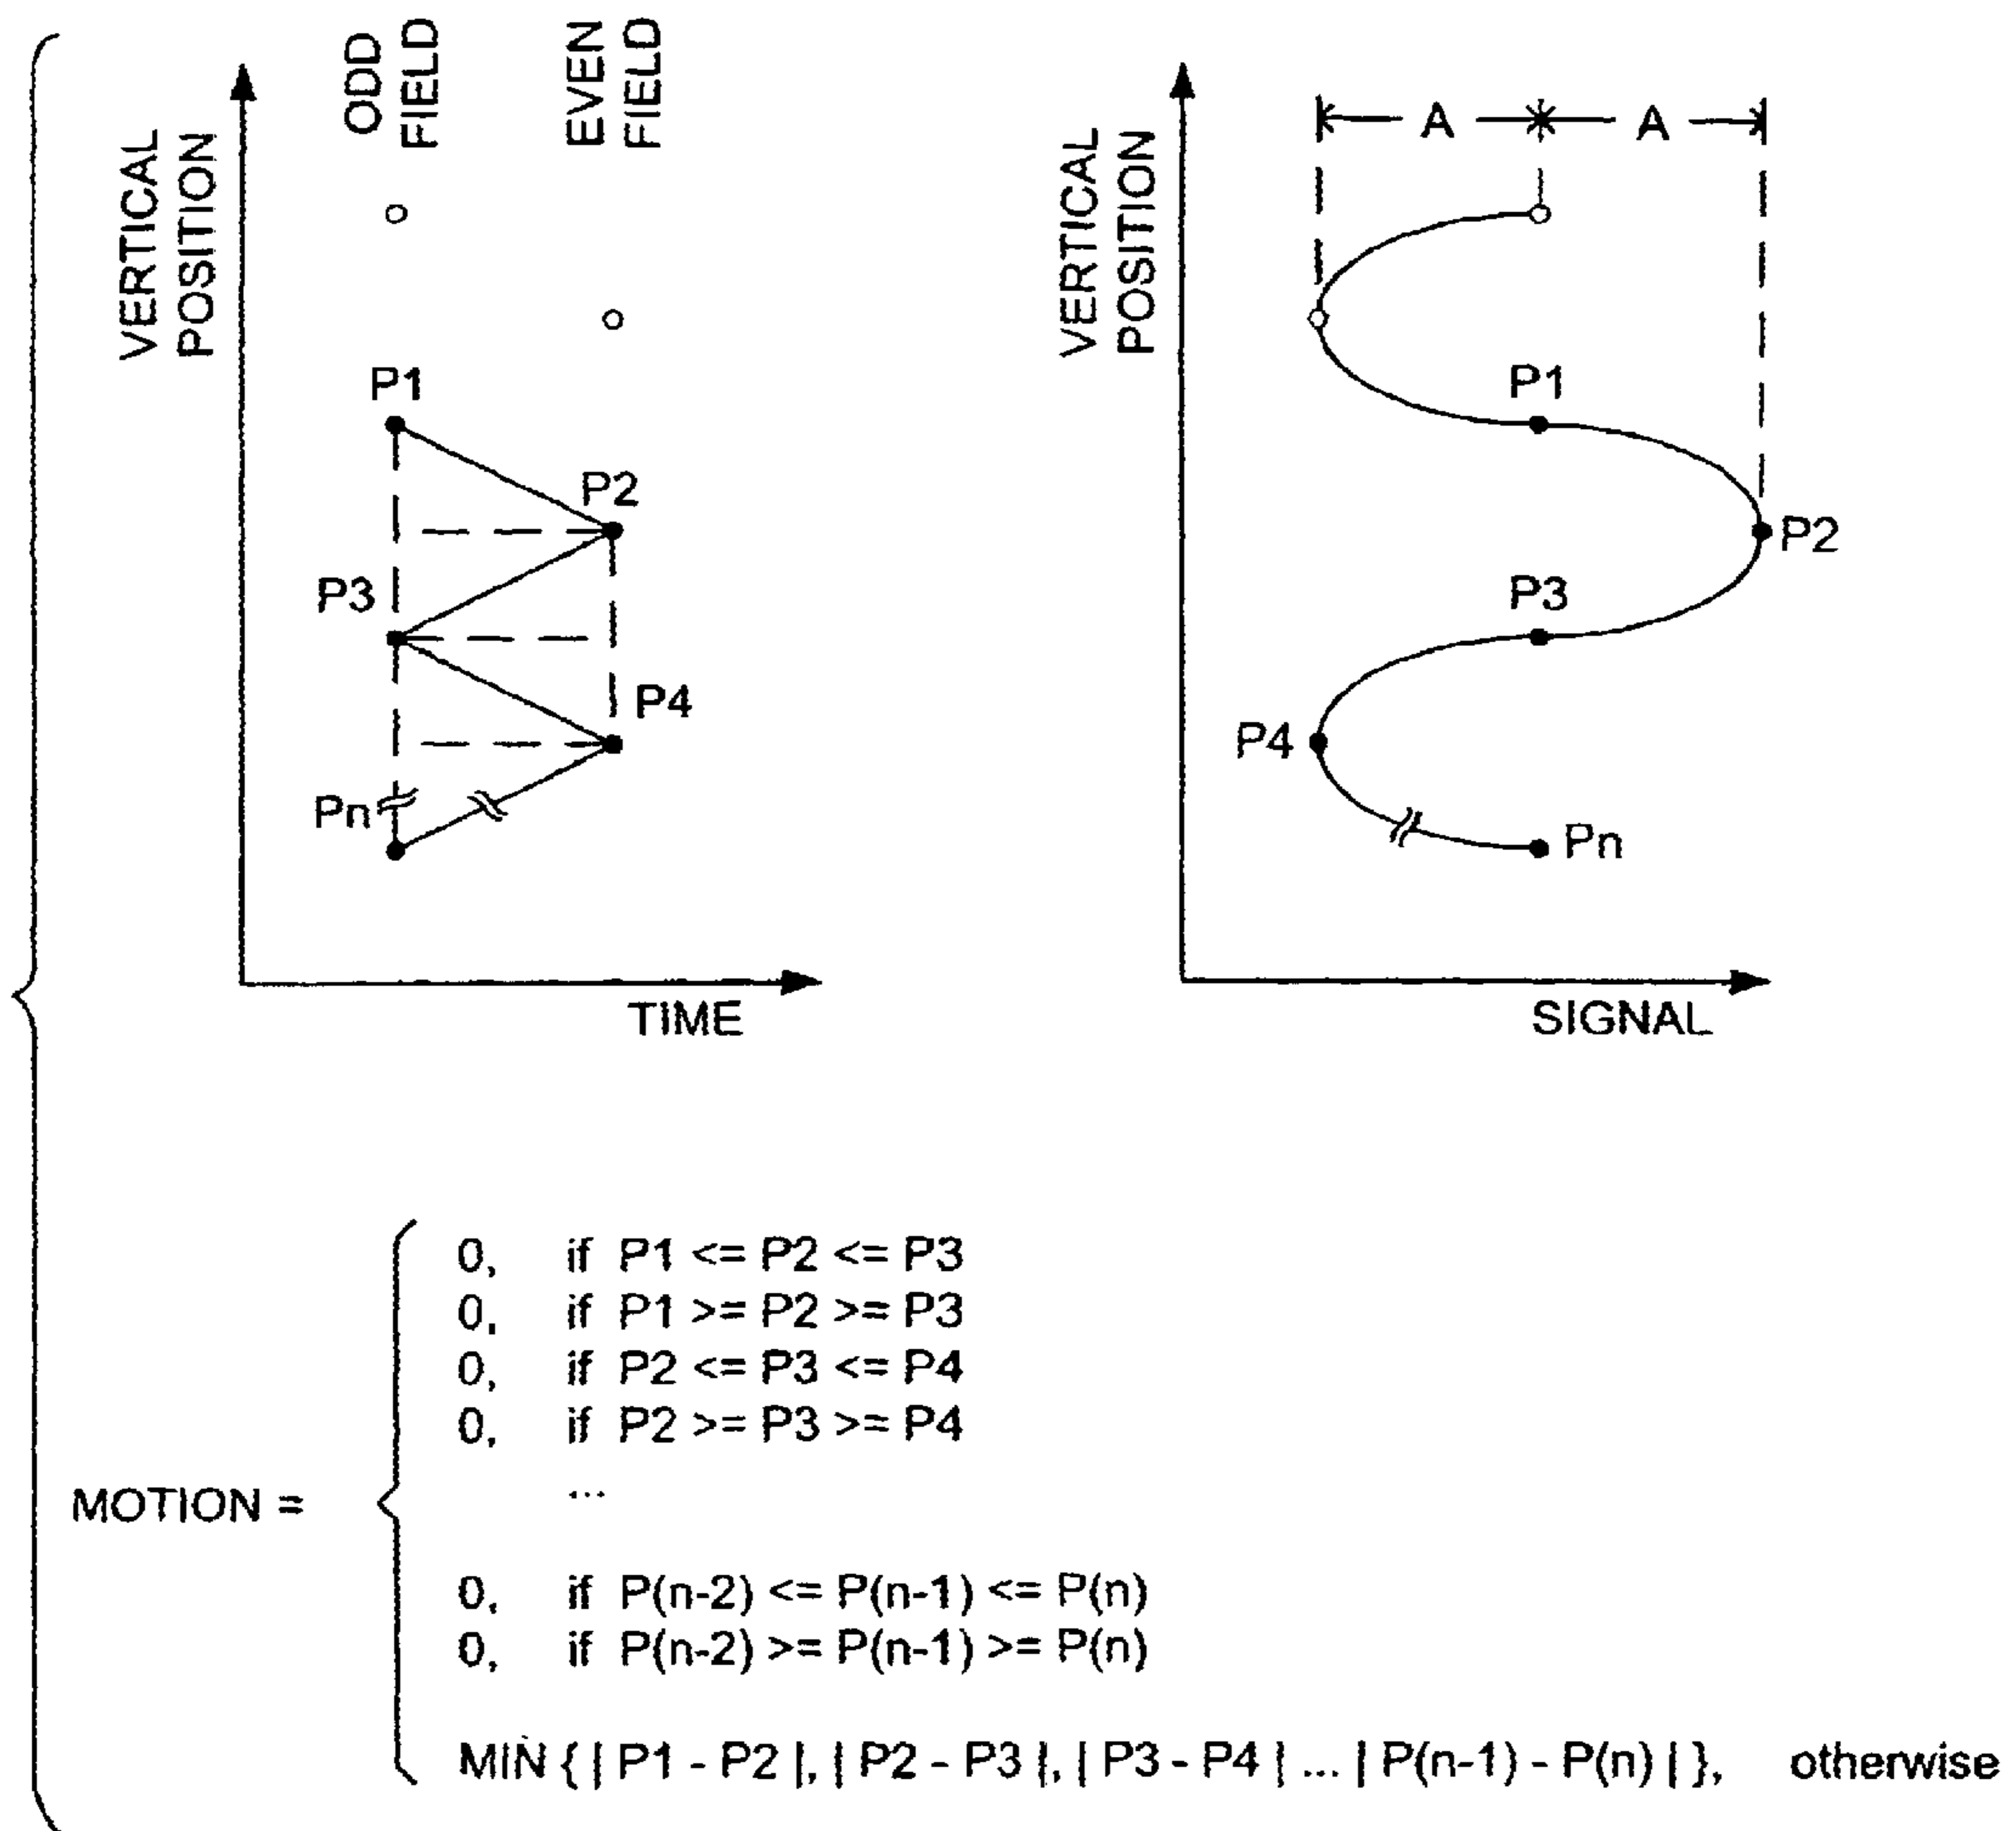 ODD
FIELD
EVEN
FIELD
VERTICAL
POSITION
P1
P2
P3
P4
Pn
TIME
VERTICAL
POSITION
A
A
P1
P2
P3
P4
Pn
SIGNAL
MOTION =
0, if P1 <= P2 <= P3
0, if P1 >= P2 >= P3
0, if P2 <= P3 <= P4
0, if P2 >= P3 >= P4
...
0, if P(n-2) <= P(n-1) <= P(n)
0, if P(n-2) >= P(n-1) >= P(n)
MIN { | P1 - P2 |, | P2 - P3 |, | P3 - P4 | ... | P(n-1) - P(n) | }, otherwise